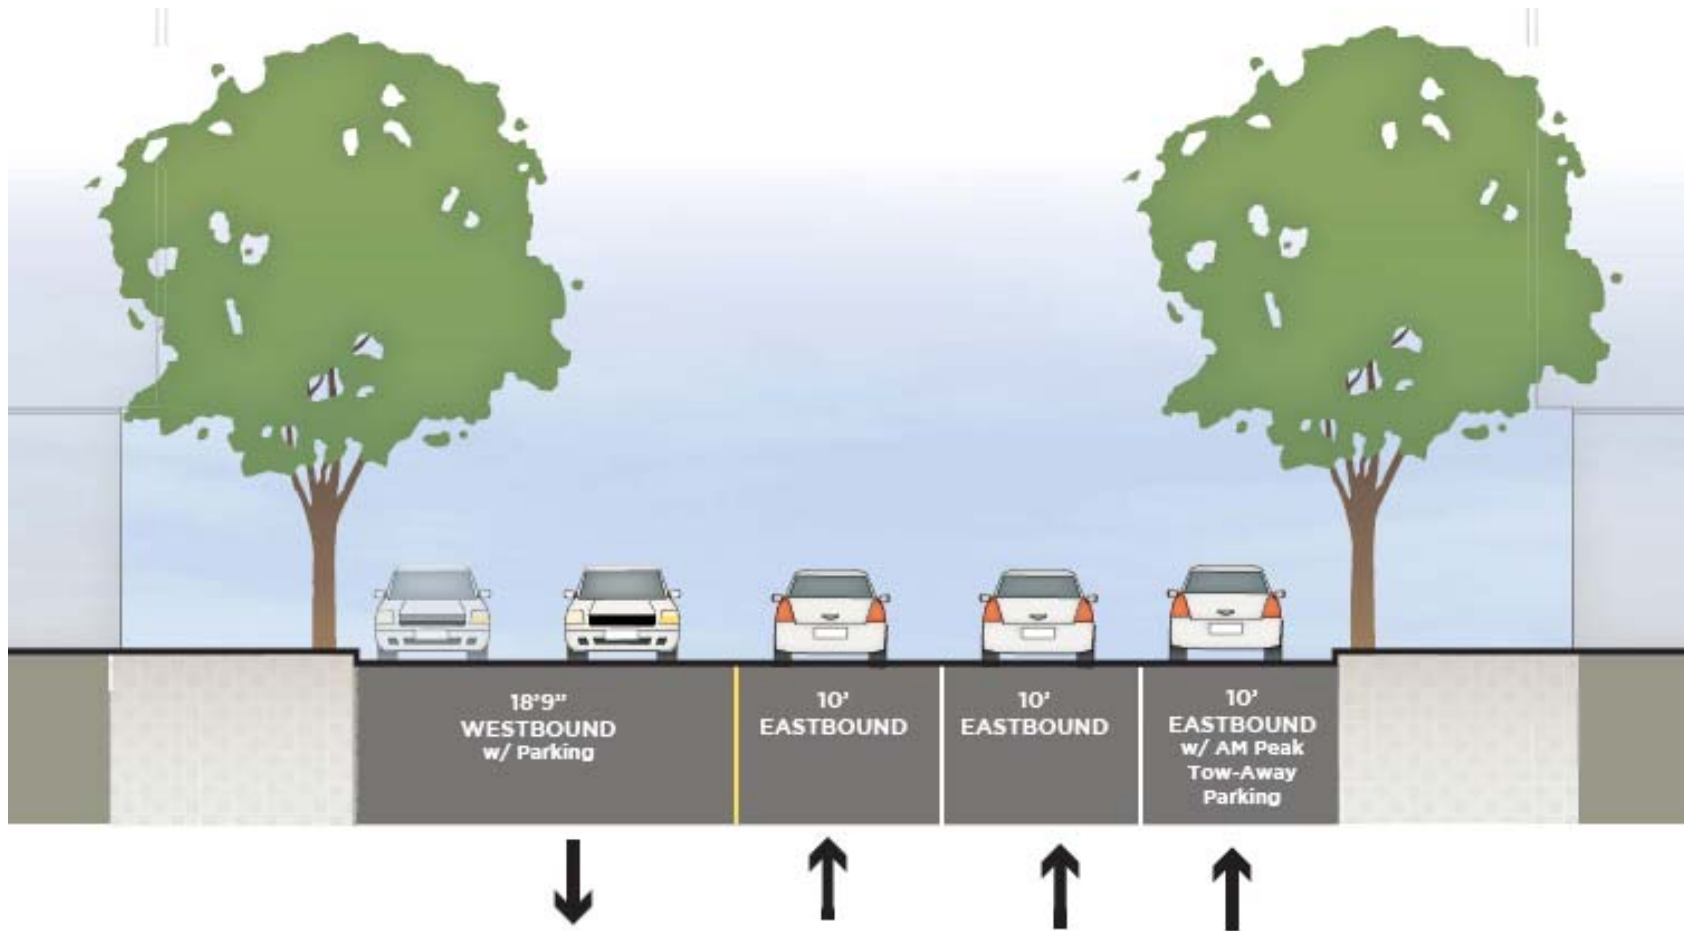 18'9"
WESTBOUND
w/ Parking
10'
EASTBOUND
10'
EASTBOUND
10'
EASTBOUND
w/ AM Peak
Tow-Away
Parking